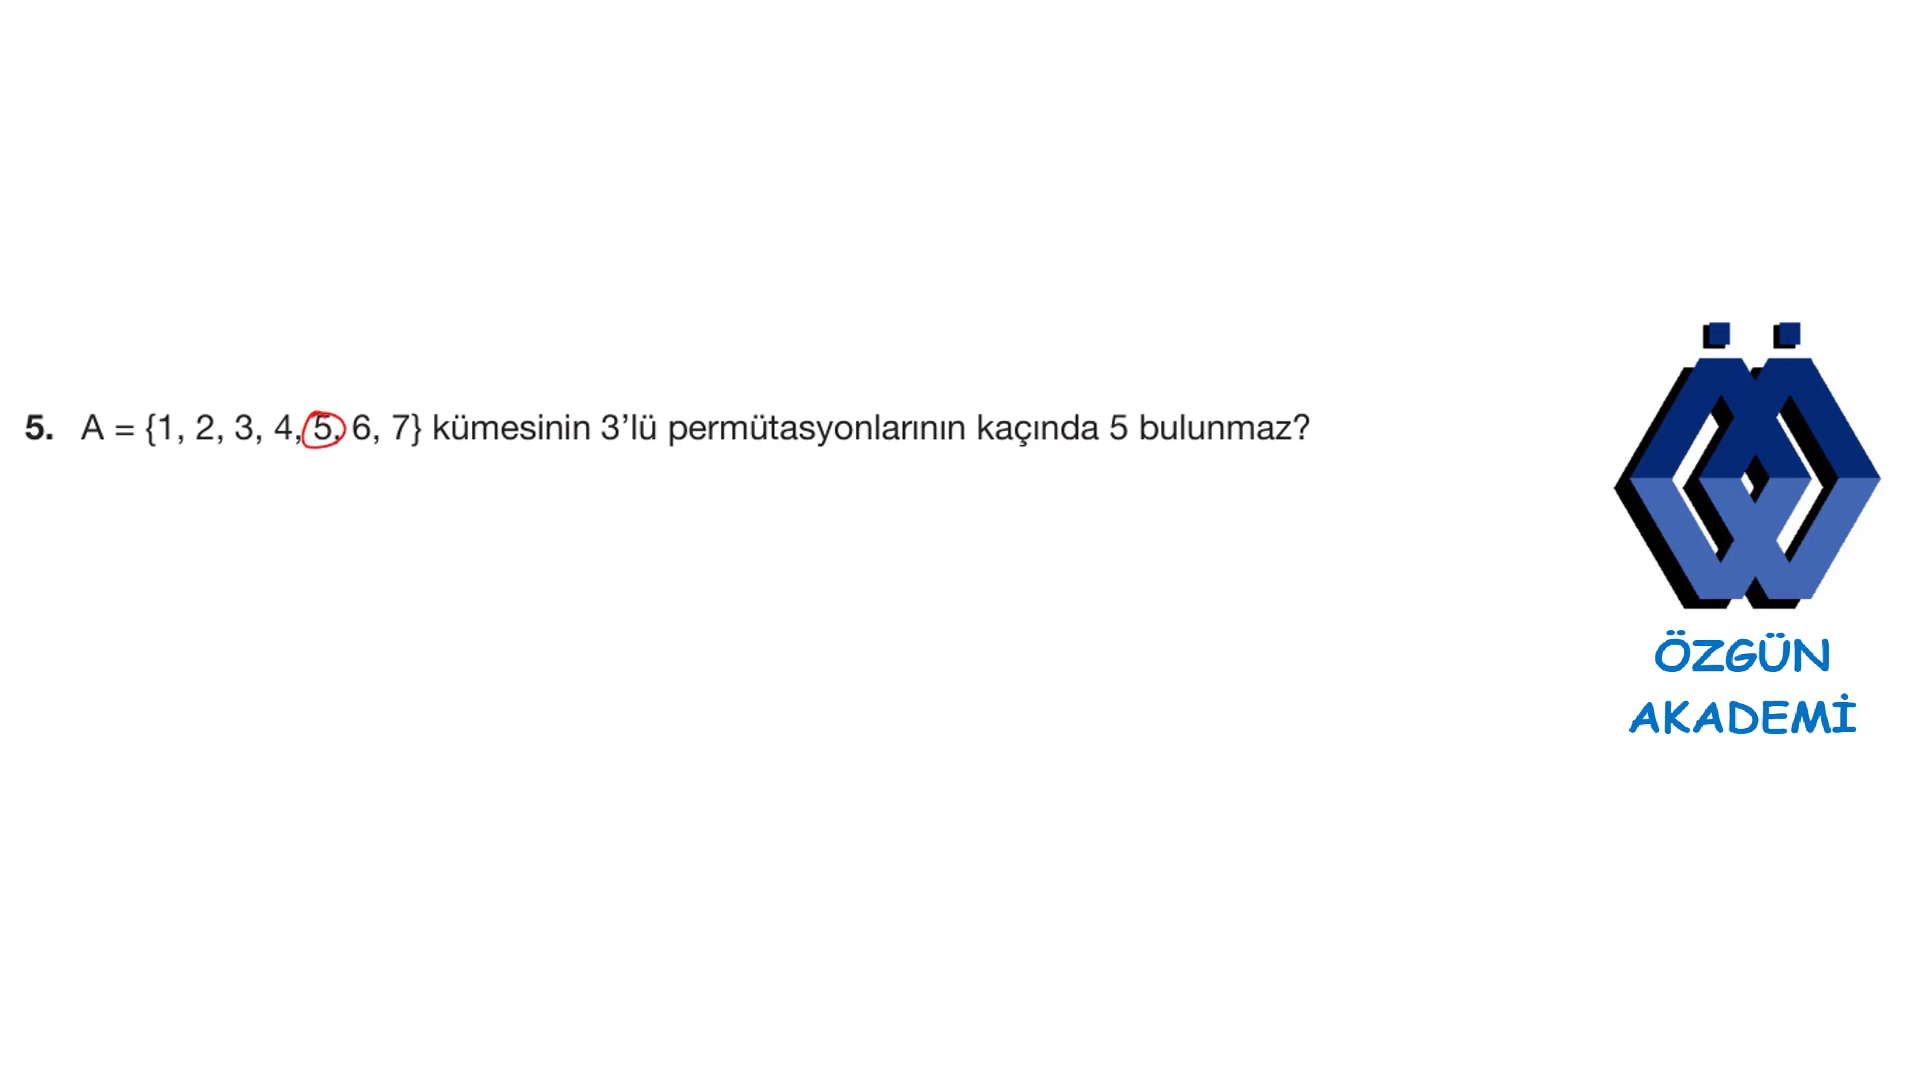 5. A = {1, 2, 3, 4, 5, 6, 7} kümesinin 3’lü permütasyonlarının kaçında 5 bulunmaz?
ÖZGÜN
AKADEMİ